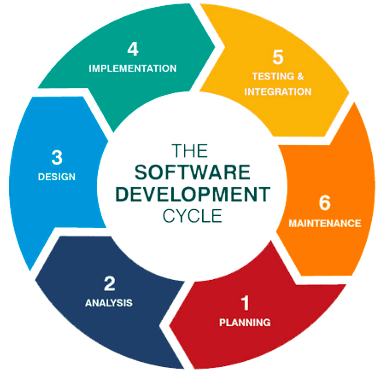 THE
SOFTWARE
DEVELOPMENT
CYCLE
1
PLANNING
2
ANALYSIS
3
DESIGN
4
IMPLEMENTATION
5
TESTING &
INTEGRATION
6
MAINTENANCE